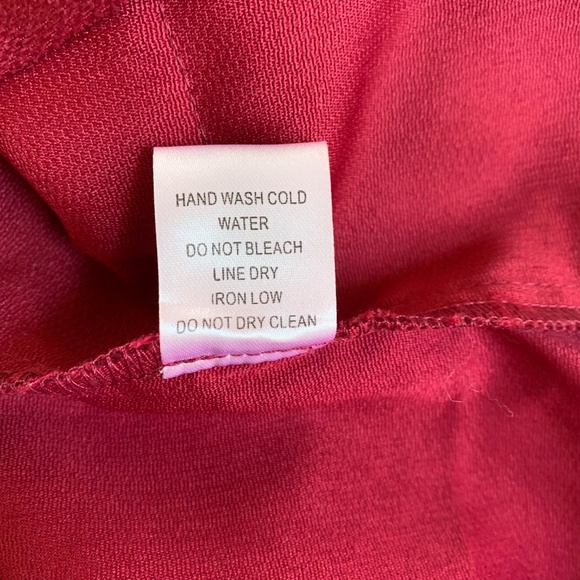 HAND WASH COLD
WATER
DO NOT BLEACH
LINE DRY
IRON LOW
DO NOT DRY CLEAN